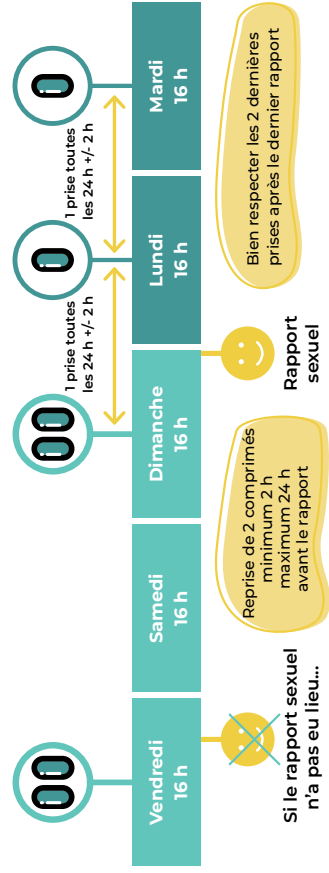 1 prise toutes
les 24 h +/- 2 h
1 prise toutes
les 24 h +/- 2 h
Vendredi
16 h
Samedi
16 h
Dimanche
16 h
Lundi
16 h
Mardi
16 h
Si le rapport sexuel
n'a pas eu lieu...
Reprise de 2 comprimés
minimum 2 h
maximum 24 h
avant le rapport
Rapport
sexuel
Bien respecter les 2 dernières
prises après le dernier rapport